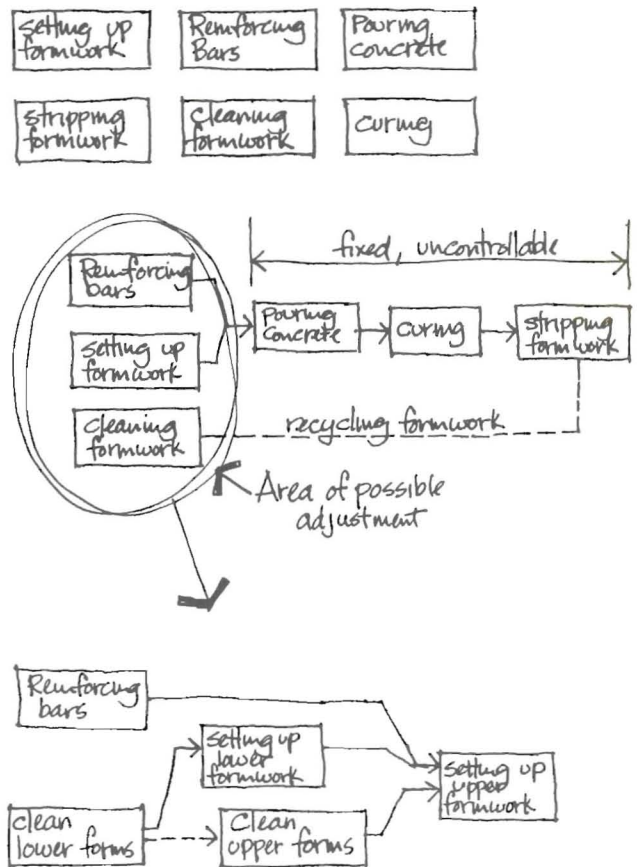 setting up
formwork
Reinforcing
Bars
Pouring
concrete
stripping
formwork
cleaning
formwork
curing
fixed, uncontrollable
Reinforcing
bars
setting up
formwork
cleaning
formwork
Pouring
Concrete
curing
stripping
formwork
recycling formwork
Area of possible
adjustment
Reinforcing
bars
setting up
lower
formwork
setting up
upper
formwork
clean
lower forms
Clean
upper forms